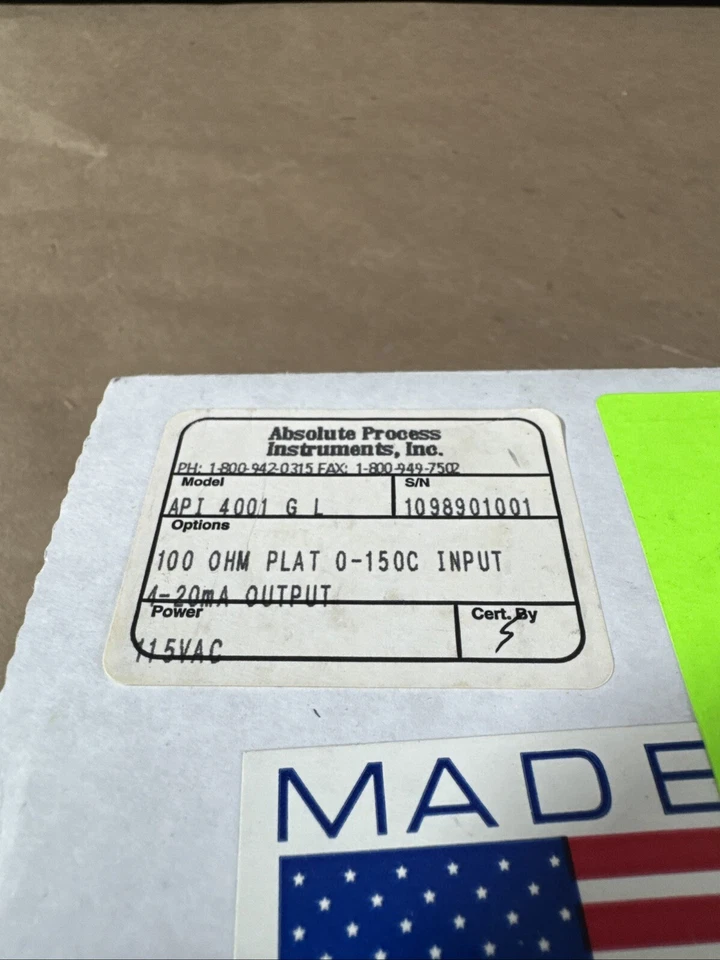 Absolute Process
Instruments, Inc.
PH: 1-800-942-0315 FAX: 1-800-949-7502
Model S/N
API 4001 G L 1098901001
Options
100 OHM PLAT 0-150C INPUT
4-20mA OUTPUT
Power Cert. By
115VAC
MADE